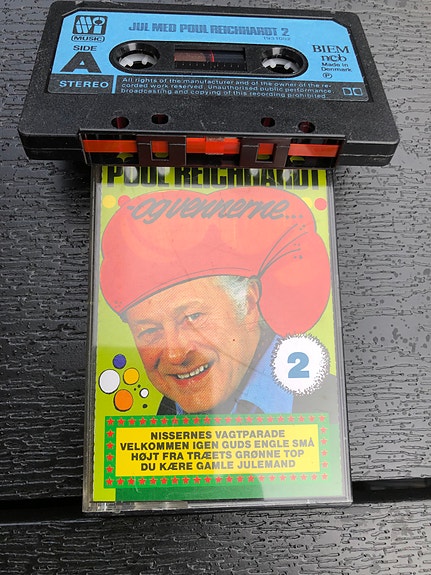 MUSIC
JUL MED POUL REICHHARDT 2
SIDE
A
STEREO
BIEM
ncb
Made in
Denmark
All rights of the manufacturer and of the owner of the re-
corded work reserved. Unauthorised public performance
broadcasting and copying of this recording prohibited
POUL REICHHARDT
-og vennerne...
2
NISSERNES VAGTPARADE
VELKOMMEN IGEN GUDS ENGLE SMÅ
HØJT FRA TRÆETS GRØNNE TOP
DU KÆRE GAMLE JULEMAND